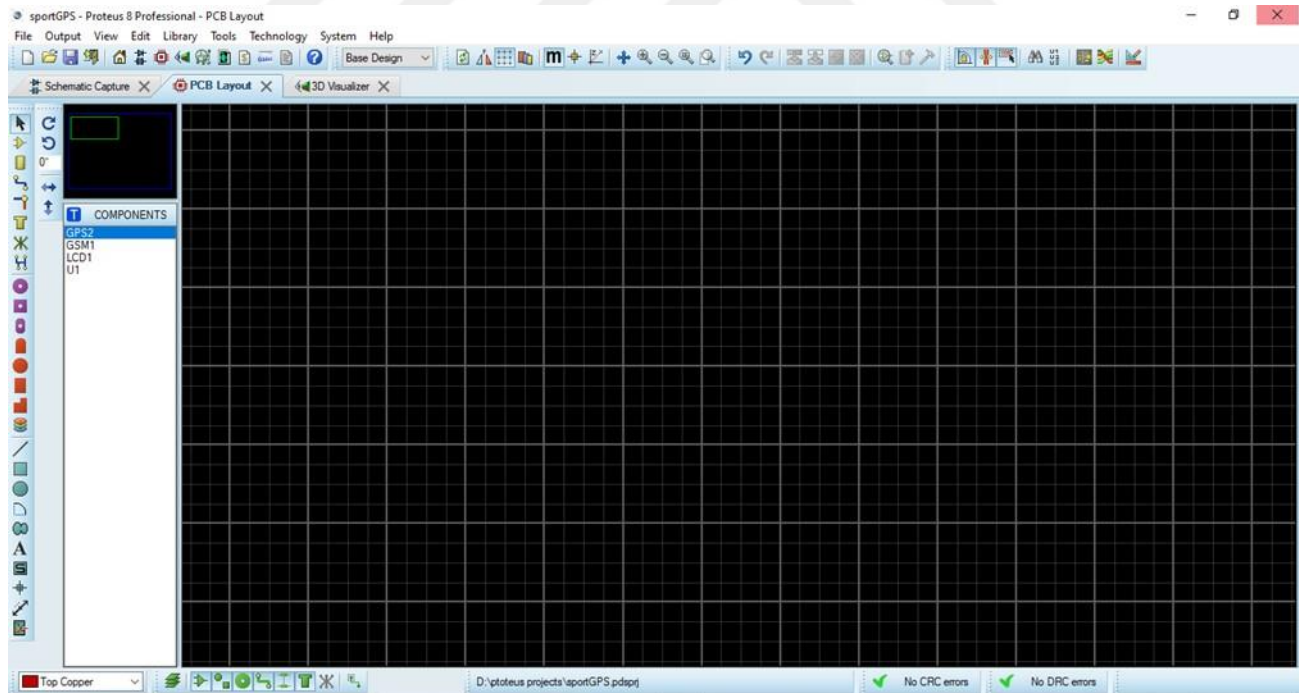 sportGPS - Proteus 8 Professional - PCB Layout
File Output View Edit Library Tools Technology System Help
Base Design
Schematic Capture
PCB Layout
3D Visualizer
0°
COMPONENTS
GPS2
GSM1
LCD1
U1
Top Copper
D:\ptoteus projects\sportGPS.pdsprj
No CRC errors
No DRC errors